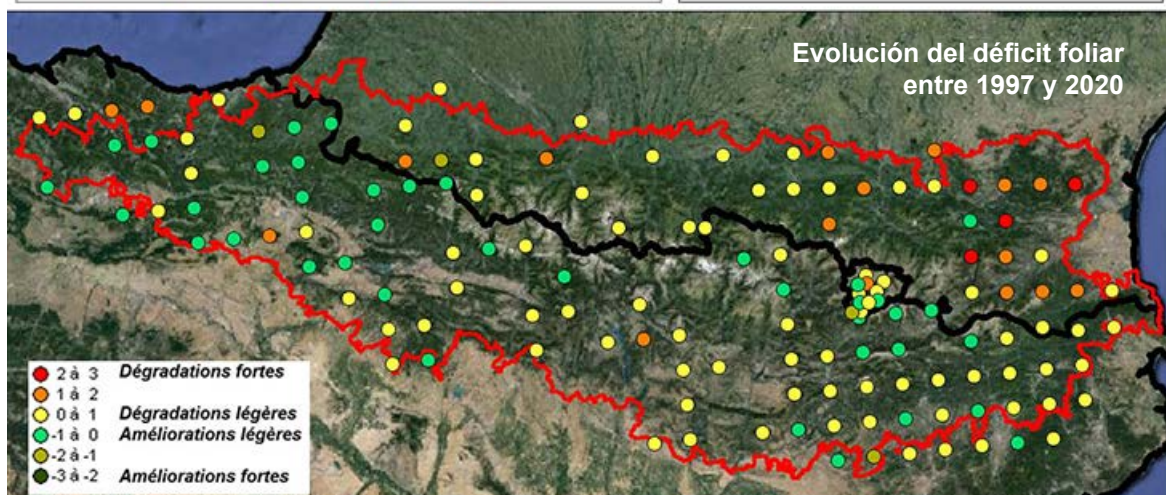 Evolución del déficit foliar
entre 1997 y 2020
2 à 3 Dégradations fortes
1 à 2
0 à 1 Dégradations légères
-1 à 0 Améliorations légères
-2 à -1
-3 à -2 Améliorations fortes